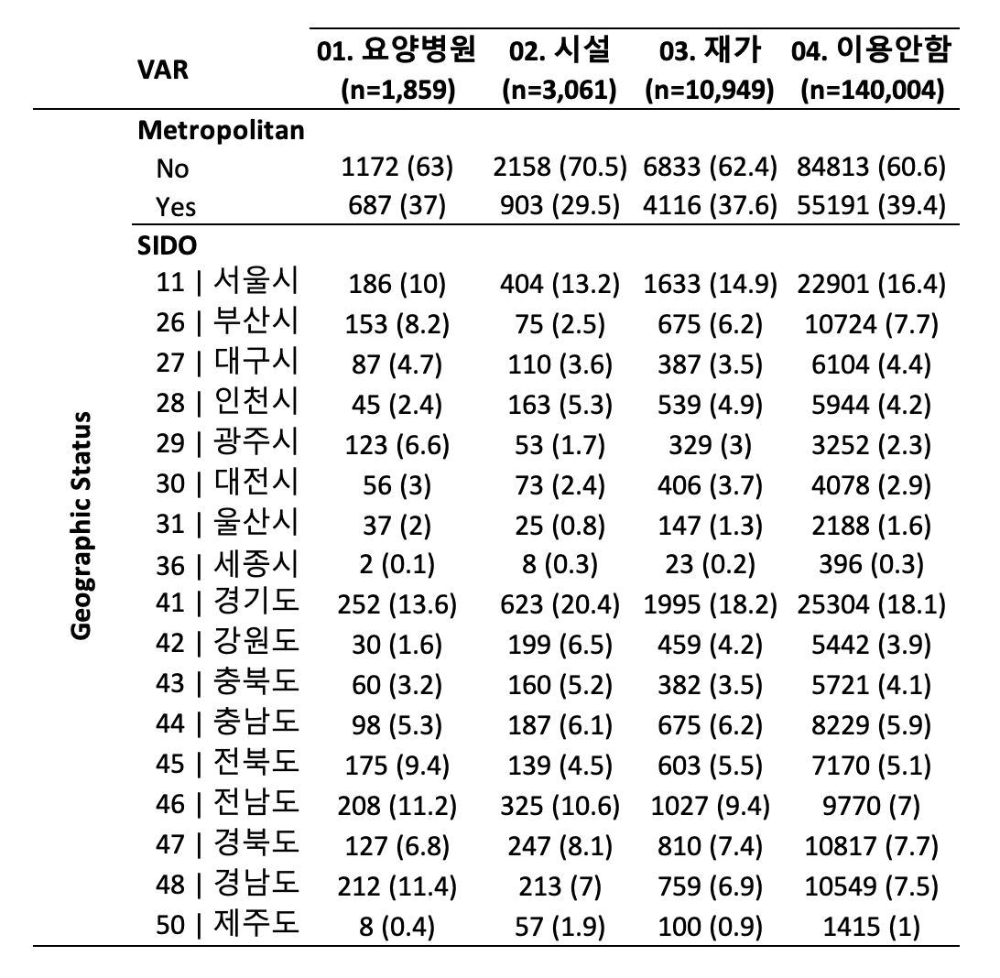 VAR 01. 요양병원 02. 시설 03. 재가 04. 이용안함
(n=1,859) (n=3,061) (n=10,949) (n=140,004)
Geographic Status
Metropolitan
No 1172 (63) 2158 (70.5) 6833 (62.4) 84813 (60.6)
Yes 687 (37) 903 (29.5) 4116 (37.6) 55191 (39.4)
SIDO
11 | 서울시 186 (10) 404 (13.2) 1633 (14.9) 22901 (16.4)
26 | 부산시 153 (8.2) 75 (2.5) 675 (6.2) 10724 (7.7)
27 | 대구시 87 (4.7) 110 (3.6) 387 (3.5) 6104 (4.4)
28 | 인천시 45 (2.4) 163 (5.3) 539 (4.9) 5944 (4.2)
29 | 광주시 123 (6.6) 53 (1.7) 329 (3) 3252 (2.3)
30 | 대전시 56 (3) 73 (2.4) 406 (3.7) 4078 (2.9)
31 | 울산시 37 (2) 25 (0.8) 147 (1.3) 2188 (1.6)
36 | 세종시 2 (0.1) 8 (0.3) 23 (0.2) 396 (0.3)
41 | 경기도 252 (13.6) 623 (20.4) 1995 (18.2) 25304 (18.1)
42 | 강원도 30 (1.6) 199 (6.5) 459 (4.2) 5442 (3.9)
43 | 충북도 60 (3.2) 160 (5.2) 382 (3.5) 5721 (4.1)
44 | 충남도 98 (5.3) 187 (6.1) 675 (6.2) 8229 (5.9)
45 | 전북도 175 (9.4) 139 (4.5) 603 (5.5) 7170 (5.1)
46 | 전남도 208 (11.2) 325 (10.6) 1027 (9.4) 9770 (7)
47 | 경북도 127 (6.8) 247 (8.1) 810 (7.4) 10817 (7.7)
48 | 경남도 212 (11.4) 213 (7) 759 (6.9) 10549 (7.5)
50 | 제주도 8 (0.4) 57 (1.9) 100 (0.9) 1415 (1)